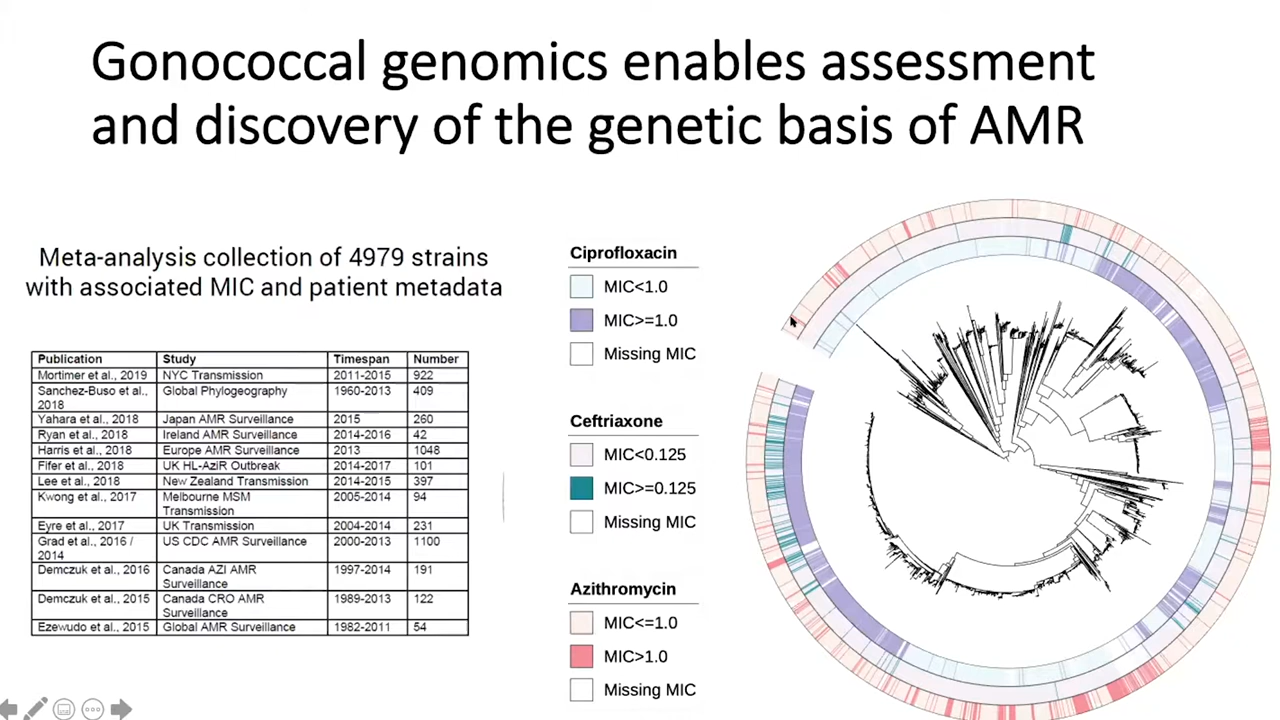 Gonococcal genomics enables assessment
and discovery of the genetic basis of AMR
Meta-analysis collection of 4979 strains
with associated MIC and patient metadata
Publication Study Timespan Number
Mortimer et al., 2019 NYC Transmission 2011-2015 922
Sanchez-Buso et al., 2018 Global Phylogeography 1960-2013 409
Yahara et al., 2018 Japan AMR Surveillance 2015 260
Ryan et al., 2018 Ireland AMR Surveillance 2014-2016 42
Harris et al., 2018 Europe AMR Surveillance 2013 1048
Fifer et al., 2018 UK HL-AziR Outbreak 2014-2017 101
Lee et al., 2018 New Zealand Transmission 2014-2015 397
Kwong et al., 2017 Melbourne MSM Transmission 2005-2014 94
Eyre et al., 2017 UK Transmission 2004-2014 231
Grad et al., 2016 / 2014 US CDC AMR Surveillance 2000-2013 1100
Demczuk et al., 2016 Canada AZI AMR Surveillance 1997-2014 191
Demczuk et al., 2015 Canada CRO AMR Surveillance 1989-2013 122
Ezewudo et al., 2015 Global AMR Surveillance 1982-2011 54
Ciprofloxacin
MIC<1.0
MIC>=1.0
Missing MIC
Ceftriaxone
MIC<0.125
MIC>=0.125
Missing MIC
Azithromycin
MIC<=1.0
MIC>1.0
Missing MIC